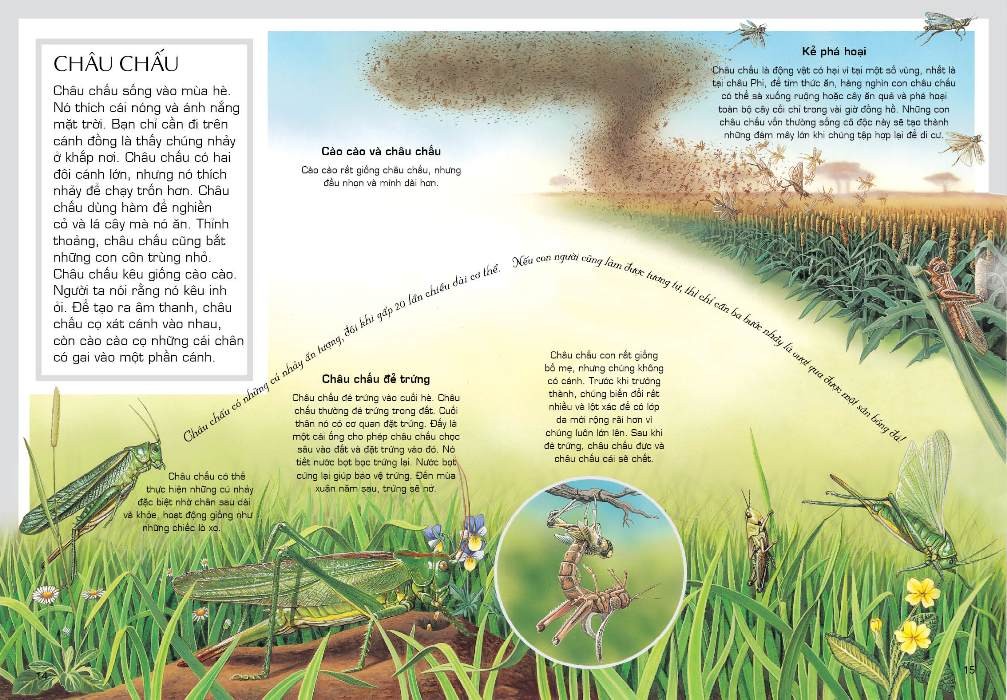 CHÂU CHẤU
Châu chấu sống vào mùa hè.
Nó thích cái nóng và ánh nắng
mặt trời. Bạn chỉ cần đi trên
cánh đồng là thấy chúng nhảy
ở khắp nơi. Châu chấu có hai
đôi cánh lớn, nhưng nó thích
nhảy để chạy trốn hơn. Châu
chấu dùng hàm để nghiền
cỏ và lá cây mà nó ăn. Thỉnh
thoảng, châu chấu cũng bắt
những con côn trùng nhỏ.
Châu chấu kêu giống cào cào.
Người ta nói rằng nó kêu inh
ỏi. Để tạo ra âm thanh, châu
chấu cọ xát cánh vào nhau,
còn cào cào cọ những cái chân
có gai vào một phần cánh.
Cào cào và châu chấu
Cào cào rất giống châu chấu, nhưng
đầu nhọn và mình dài hơn.
Kẻ phá hoại
Châu chấu là động vật có hại vì tại một số vùng, nhất là
tại châu Phi, để tìm thức ăn, hàng nghìn con châu chấu
có thể sà xuống ruộng hoặc cây ăn quả và phá hoại
toàn bộ cây cối chỉ trong vài giờ đồng hồ. Những con
châu chấu vốn thường sống cô độc này sẽ tạo thành
những đám mây lớn khi chúng tập hợp lại để di cư.
Châu chấu có những cú nhảy ấn tượng, đôi khi gấp 20 lần chiều dài cơ thể. Nếu con người cũng làm được tương tự, thì chỉ cần ba bước nhảy là vượt qua được một sân bóng đá!
Châu chấu đẻ trứng
Châu chấu đẻ trứng vào cuối hè. Châu
chấu thường đẻ trứng trong đất. Cuối
thân nó có cơ quan đặt trứng. Đấy là
một cái ống cho phép châu chấu chọc
sâu vào đất và đặt trứng vào đó. Nó
tiết nước bọt bọc trứng lại. Nước bọt
cứng lại giúp bảo vệ trứng. Đến mùa
xuân năm sau, trứng sẽ nở.
Châu chấu con rất giống
bố mẹ, nhưng chúng không
có cánh. Trước khi trưởng
thành, chúng biến đổi rất
nhiều và lột xác để có lớp
da mới rộng rãi hơn vì
chúng luôn lớn lên. Sau khi
đẻ trứng, châu chấu đực và
châu chấu cái sẽ chết.
Châu chấu có thể
thực hiện những cú nhảy
đặc biệt nhờ chân sau dài
và khỏe, hoạt động giống như
những chiếc lò xo.
14
15